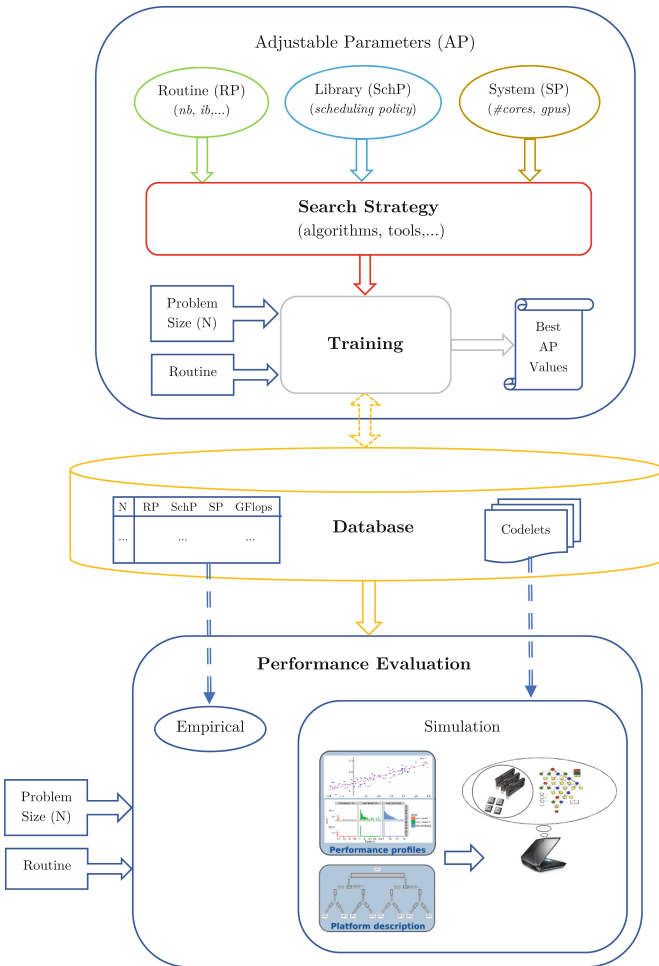 Adjustable Parameters (AP)
Routine (RP)
(nb, ib,...)
Library (SchP)
(scheduling policy)
System (SP)
(#cores, gpus)
Search Strategy
(algorithms, tools,...)
Problem
Size (N)
Routine
Training
Best
AP
Values
N RP SchP SP GFlops
... ... ...
Database
Codelets
Performance Evaluation
Empirical
Simulation
Problem
Size (N)
Routine
Performance profiles
Platform description